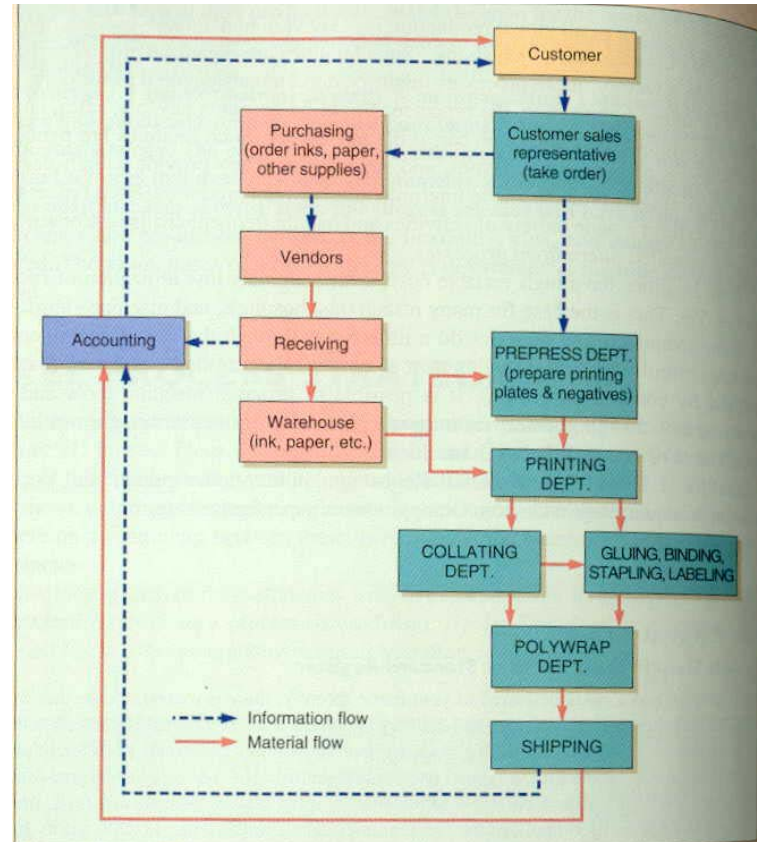 Customer
Purchasing
(order inks, paper,
other supplies)
Customer sales
representative
(take order)
Vendors
Accounting
Receiving
PREPRESS DEPT.
(prepare printing
plates & negatives)
Warehouse
(ink, paper, etc.)
PRINTING
DEPT.
COLLATING
DEPT.
GLUING, BINDING,
STAPLING, LABELING
POLYWRAP
DEPT.
Information flow
Material flow
SHIPPING